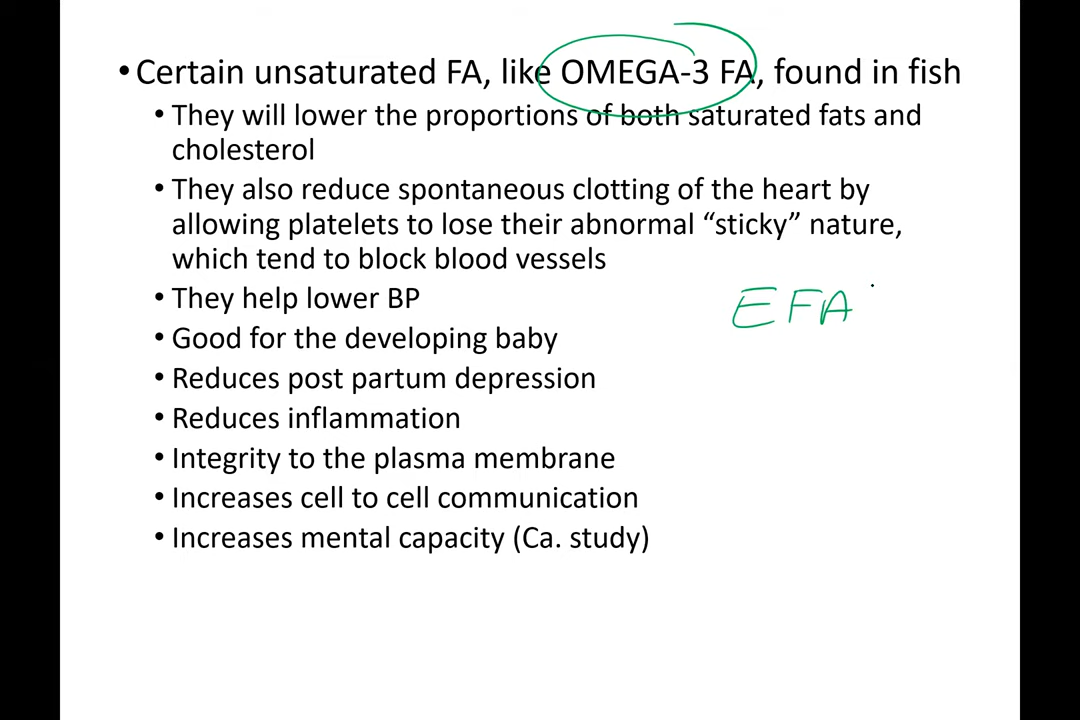 • Certain unsaturated FA, like OMEGA-3 FA, found in fish
• They will lower the proportions of both saturated fats and
cholesterol
• They also reduce spontaneous clotting of the heart by
allowing platelets to lose their abnormal “sticky” nature,
which tend to block blood vessels
• They help lower BP
EFA
• Good for the developing baby
• Reduces post partum depression
• Reduces inflammation
• Integrity to the plasma membrane
• Increases cell to cell communication
• Increases mental capacity (Ca. study)